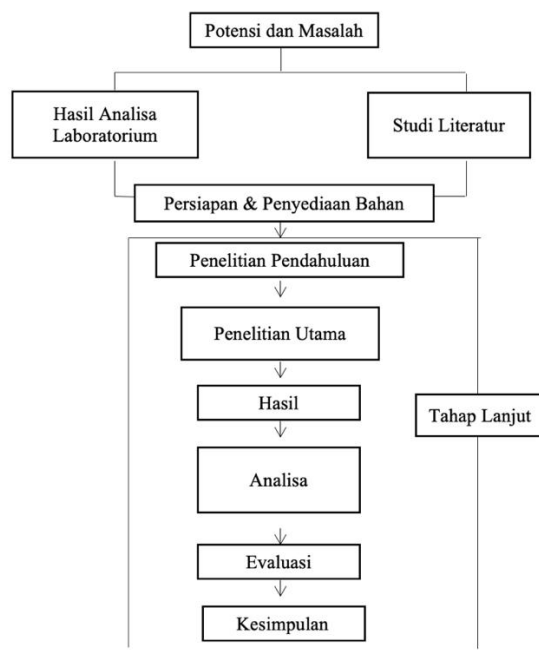 Potensi dan Masalah
Hasil Analisa
Laboratorium
Studi Literatur
Persiapan & Penyediaan Bahan
Penelitian Pendahuluan
Penelitian Utama
Hasil
Tahap Lanjut
Analisa
Evaluasi
Kesimpulan